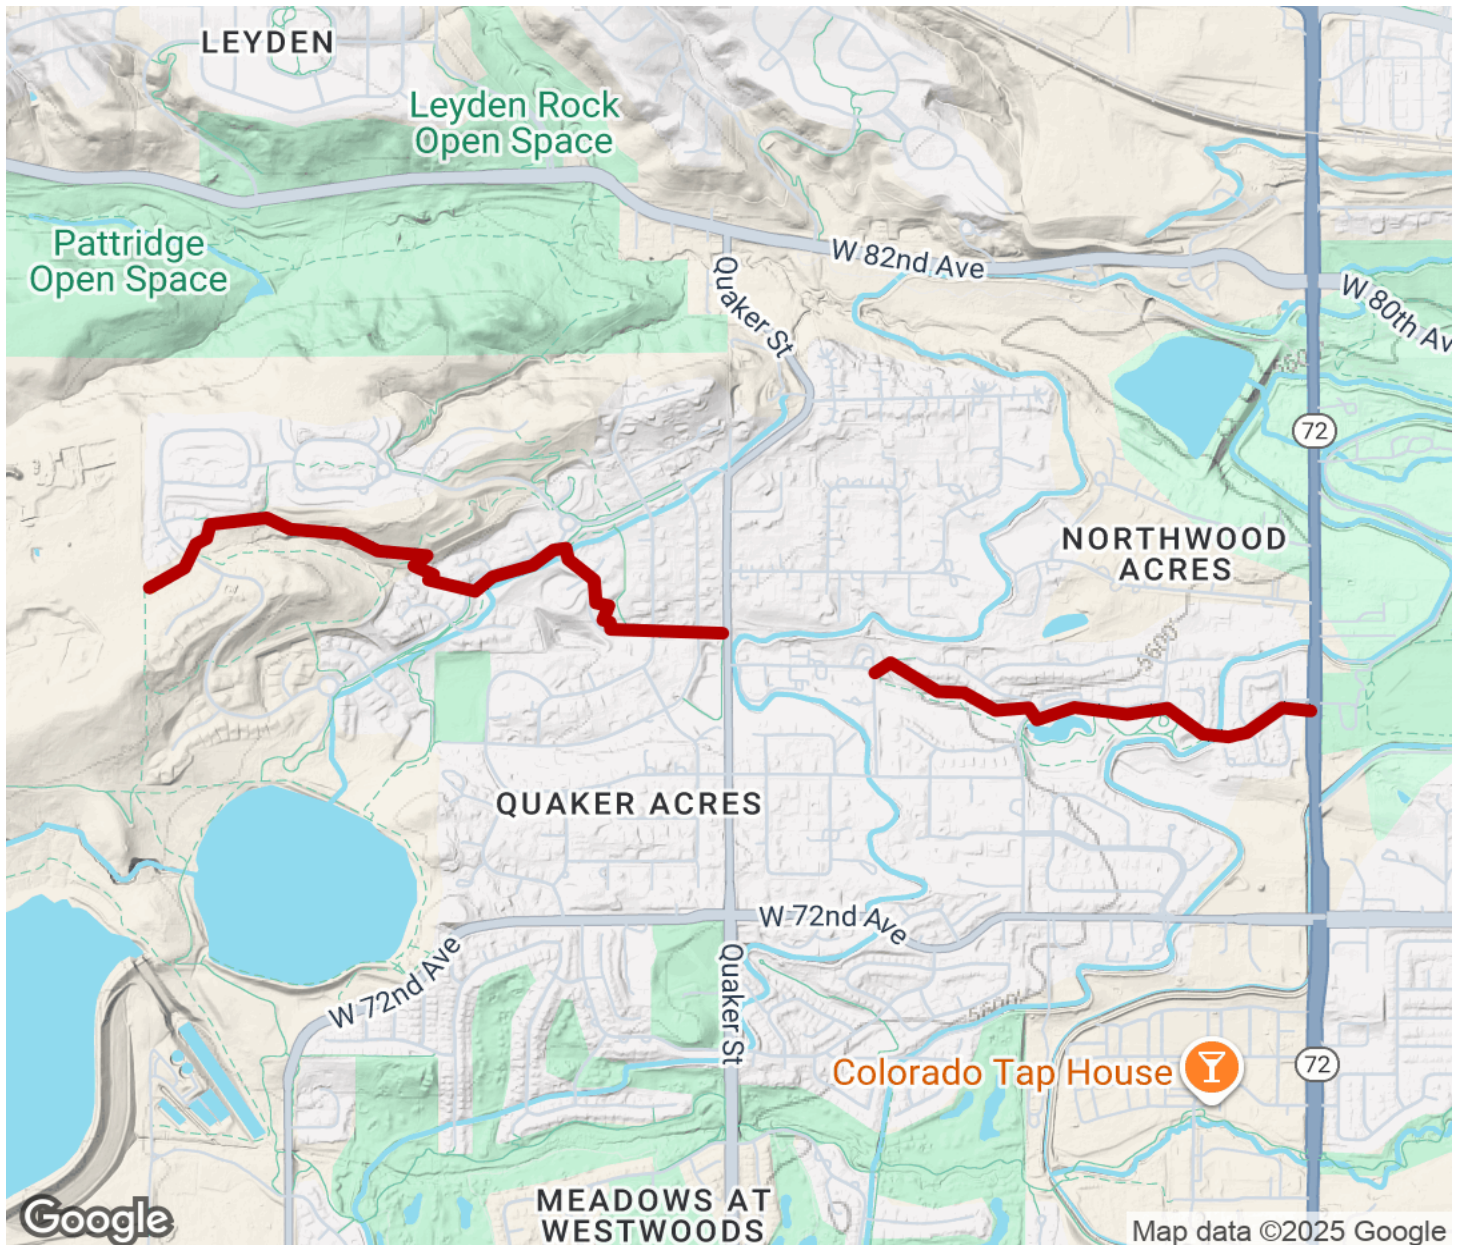 LEYDEN
Leyden Rock
Open Space
Pattridge
Open Space
W 82nd Ave
Quaker St
W 80th Av
560
72
NORTHWOOD
ACRES
5600'
QUAKER ACRES
W 72nd Ave
W 72nd Ave
Quaker St
5600'
Colorado Tap House
72
MEADOWS AT
WESTWOODS
Google
Map data ©2025 Google